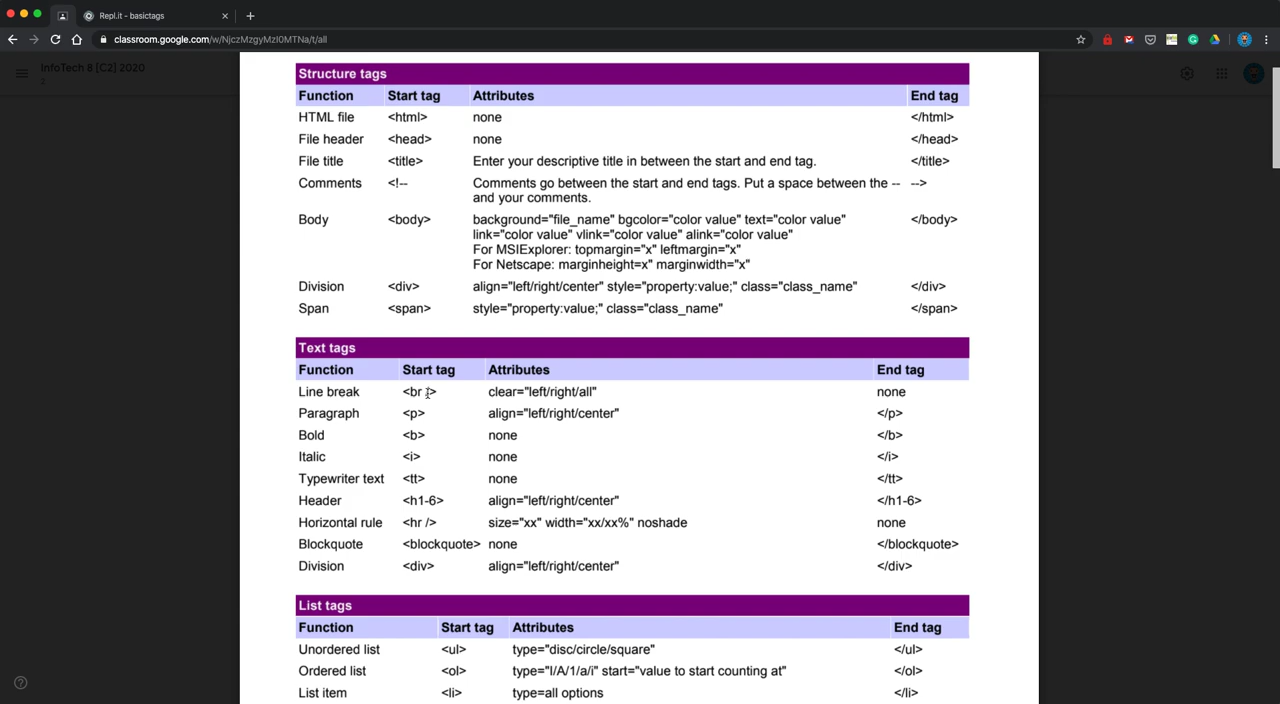 Repl.it - basictags
classroom.google.com/w/NjczMzgyMzI0MTNa/t/all
InfoTech 8 [C2] 2020
2
Structure tags
Function Start tag Attributes End tag
HTML file <html> none </html>
File header <head> none </head>
File title <title> Enter your descriptive title in between the start and end tag. </title>
Comments <!-- Comments go between the start and end tags. Put a space between the -- -->
and your comments.
Body <body> background="file_name" bgcolor="color value" text="color value" </body>
link="color value" vlink="color value" alink="color value"
For MSIExplorer: topmargin="x" leftmargin="x"
For Netscape: marginheight=x" marginwidth="x"
Division <div> align="left/right/center" style="property:value;" class="class_name" </div>
Span <span> style="property:value;" class="class_name" </span>
Text tags
Function Start tag Attributes End tag
Line break <br /> clear="left/right/all" none
Paragraph <p> align="left/right/center" </p>
Bold <b> none </b>
Italic <i> none </i>
Typewriter text <tt> none </tt>
Header <h1-6> align="left/right/center" </h1-6>
Horizontal rule <hr /> size="xx" width="xx/xx%" noshade none
Blockquote <blockquote> none </blockquote>
Division <div> align="left/right/center" </div>
List tags
Function Start tag Attributes End tag
Unordered list <ul> type="disc/circle/square" </ul>
Ordered list <ol> type="I/A/1/a/i" start="value to start counting at" </ol>
List item <li> type=all options </li>